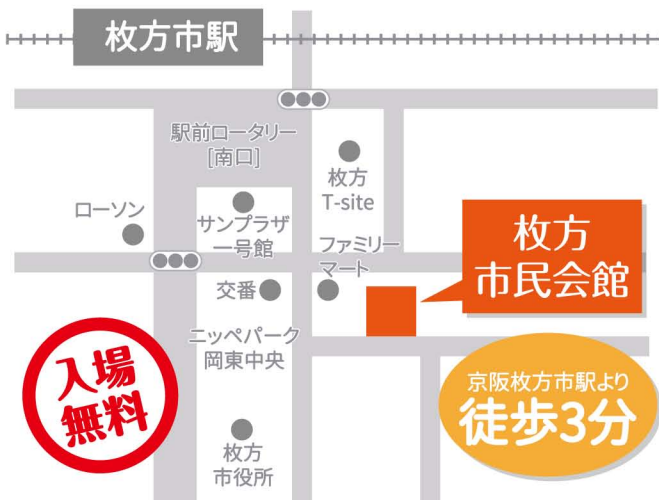 枚方市駅
駅前ロータリー
[南口]
枚方
T-site
ローソン
サンプラザ
一号館
ファミリー
マート
枚方
市民会館
交番
ニッペパーク
岡東中央
入場
無料
京阪枚方市駅より
徒歩3分
枚方
市役所